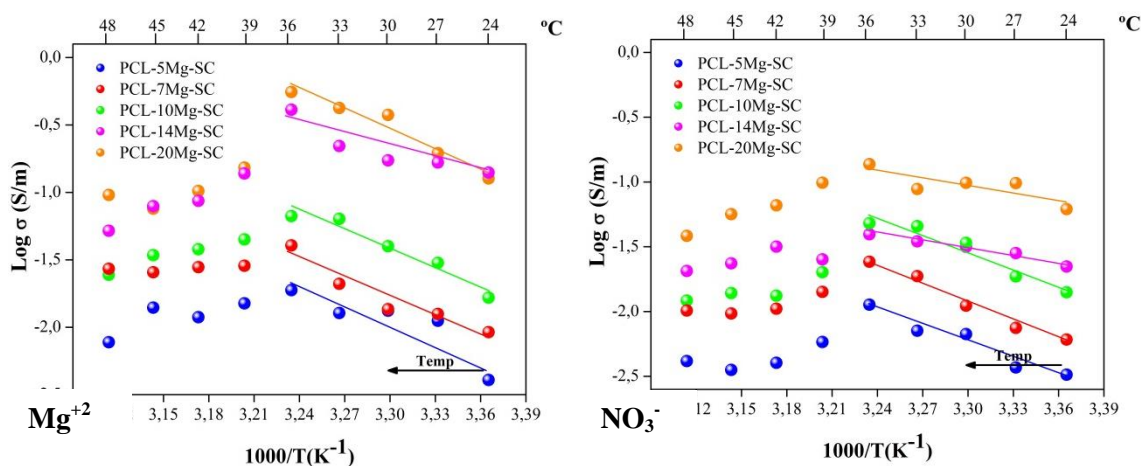 48 45 42 39 36 33 30 27 24 ºC
0,0
-0,5
-1,0
-1,5
-2,0
Log σ (S/m)
PCL-5Mg-SC
PCL-7Mg-SC
PCL-10Mg-SC
PCL-14Mg-SC
PCL-20Mg-SC
Temp
3,15 3,18 3,21 3,24 3,27 3,30 3,33 3,36 3,39
Mg+2
1000/T(K-1)
48 45 42 39 36 33 30 27 24 ºC
0,0
-0,5
-1,0
-1,5
-2,0
-2,5
Log σ (S/m)
PCL-5Mg-SC
PCL-7Mg-SC
PCL-10Mg-SC
PCL-14Mg-SC
PCL-20Mg-SC
Temp
12 3,15 3,18 3,21 3,24 3,27 3,30 3,33 3,36 3,39
NO3-
1000/T(K-1)